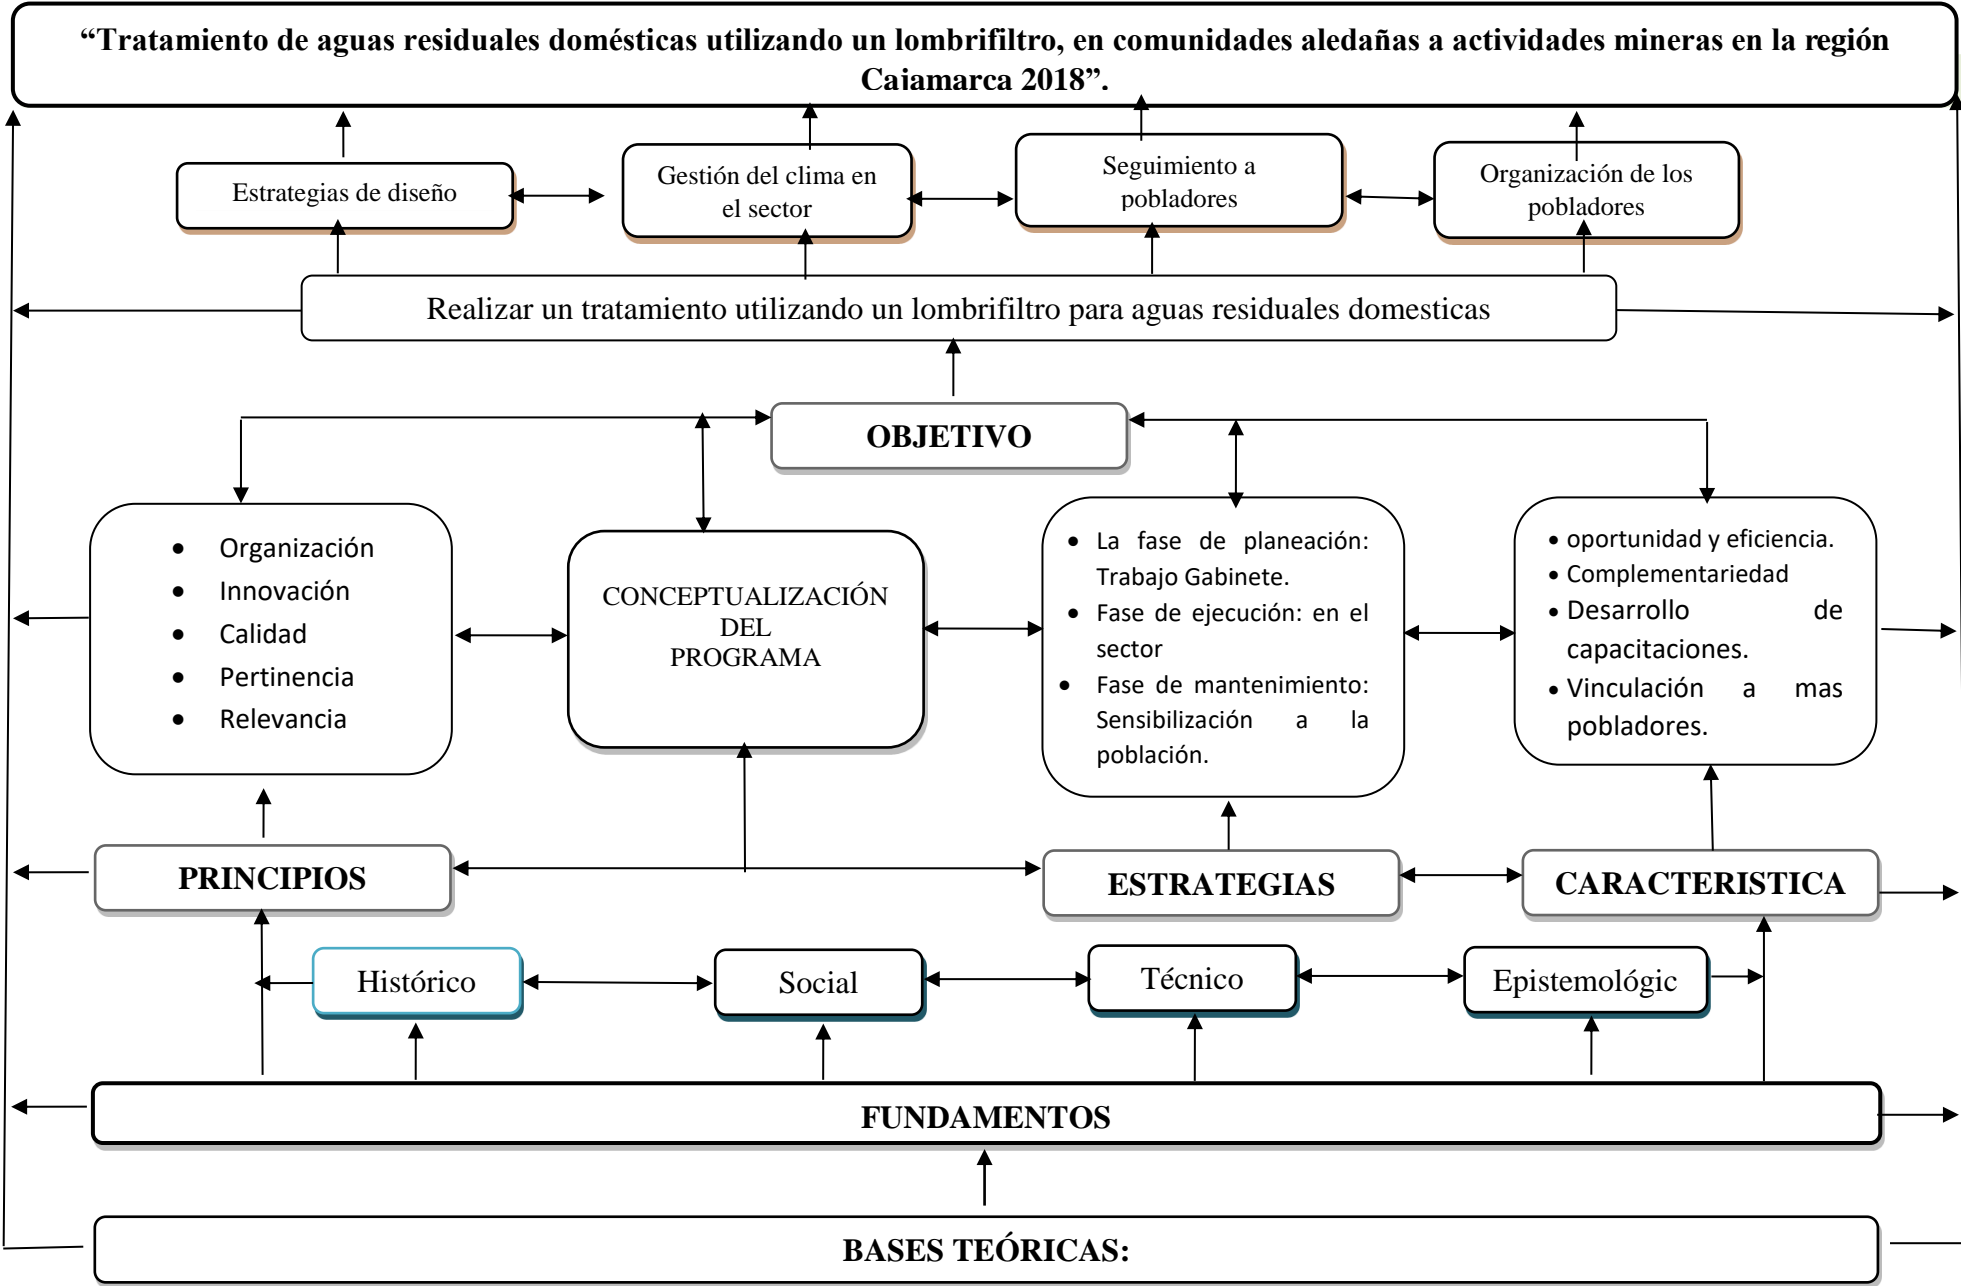 “Tratamiento de aguas residuales domésticas utilizando un lombrifiltro, en comunidades aledañas a actividades mineras en la región
Cajamarca 2018”.
Estrategias de diseño
Gestión del clima en
el sector
Seguimiento a
pobladores
Organización de los
pobladores
Realizar un tratamiento utilizando un lombrifiltro para aguas residuales domesticas
OBJETIVO
• Organización
• Innovación
• Calidad
• Pertinencia
• Relevancia
CONCEPTUALIZACIÓN
DEL
PROGRAMA
• La fase de planeación:
Trabajo Gabinete.
• Fase de ejecución: en el
sector
• Fase de mantenimiento:
Sensibilización a la
población.
• oportunidad y eficiencia.
• Complementariedad
• Desarrollo de
capacitaciones.
• Vinculación a mas
pobladores.
PRINCIPIOS
ESTRATEGIAS
CARACTERISTICA
Histórico
Social
Técnico
Epistemológic
FUNDAMENTOS
BASES TEÓRICAS: